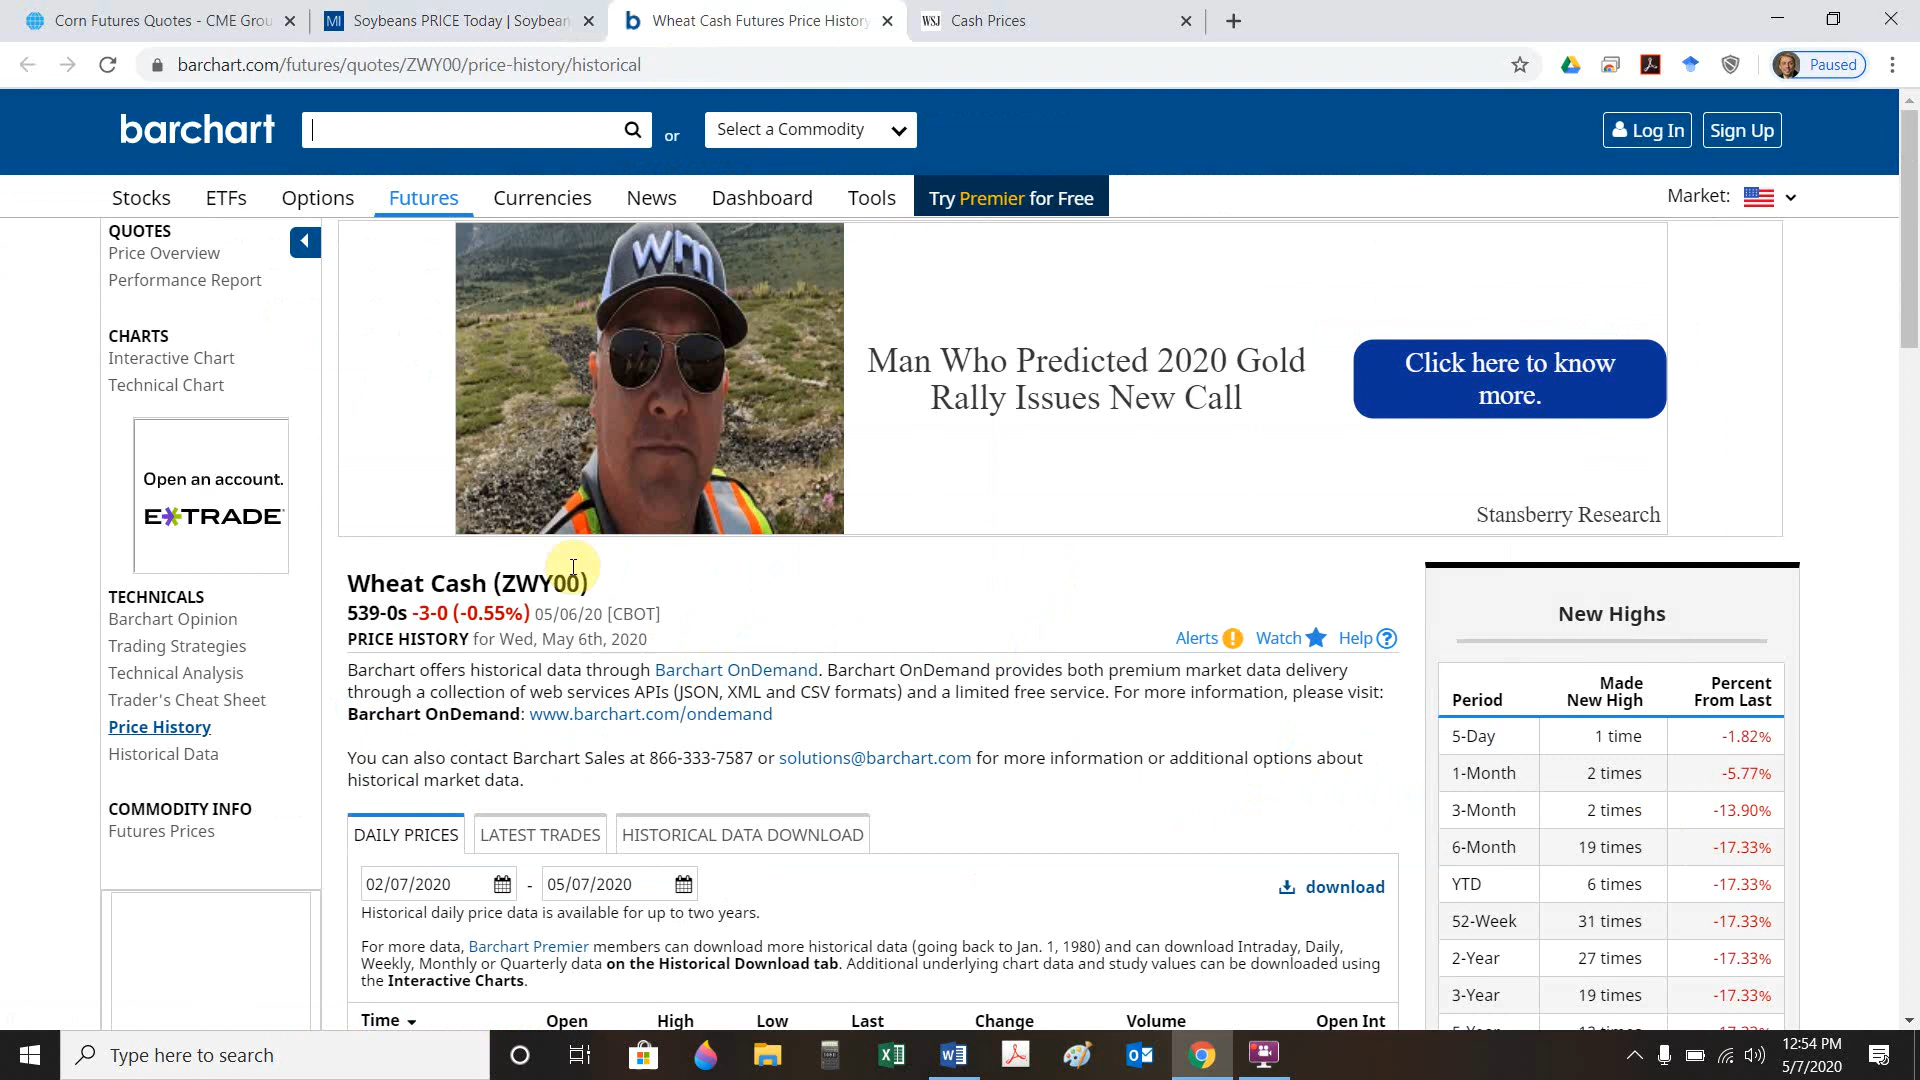 Corn Futures Quotes - CME Grou
Soybeans PRICE Today | Soybean
Wheat Cash Futures Price History
WSJ Cash Prices
barchart.com/futures/quotes/ZWY00/price-history/historical
Paused
barchart
or
Select a Commodity
Log In
Sign Up
Stocks ETFs Options Futures Currencies News Dashboard Tools Try Premier for Free
Market:
QUOTES
Price Overview
Performance Report
CHARTS
Interactive Chart
Technical Chart
Open an account.
E*TRADE
TECHNICALS
Barchart Opinion
Trading Strategies
Technical Analysis
Trader's Cheat Sheet
Price History
Historical Data
COMMODITY INFO
Futures Prices
wm
Man Who Predicted 2020 Gold
Rally Issues New Call
Click here to know
more.
Stansberry Research
Wheat Cash (ZWY00)
539-0s -3-0 (-0.55%) 05/06/20 [CBOT]
PRICE HISTORY for Wed, May 6th, 2020
Alerts Watch Help
Barchart offers historical data through Barchart OnDemand. Barchart OnDemand provides both premium market data delivery
through a collection of web services APIs (JSON, XML and CSV formats) and a limited free service. For more information, please visit:
Barchart OnDemand: www.barchart.com/ondemand
You can also contact Barchart Sales at 866-333-7587 or solutions@barchart.com for more information or additional options about
historical market data.
DAILY PRICES LATEST TRADES HISTORICAL DATA DOWNLOAD
02/07/2020 - 05/07/2020
download
Historical daily price data is available for up to two years.
For more data, Barchart Premier members can download more historical data (going back to Jan. 1, 1980) and can download Intraday, Daily,
Weekly, Monthly or Quarterly data on the Historical Download tab. Additional underlying chart data and study values can be downloaded using
the Interactive Charts.
Time Open High Low Last Change Volume Open Int
New Highs
Period Made New High Percent From Last
5-Day 1 time -1.82%
1-Month 2 times -5.77%
3-Month 2 times -13.90%
6-Month 19 times -17.33%
YTD 6 times -17.33%
52-Week 31 times -17.33%
2-Year 27 times -17.33%
3-Year 19 times -17.33%
Type here to search
12:54 PM
5/7/2020